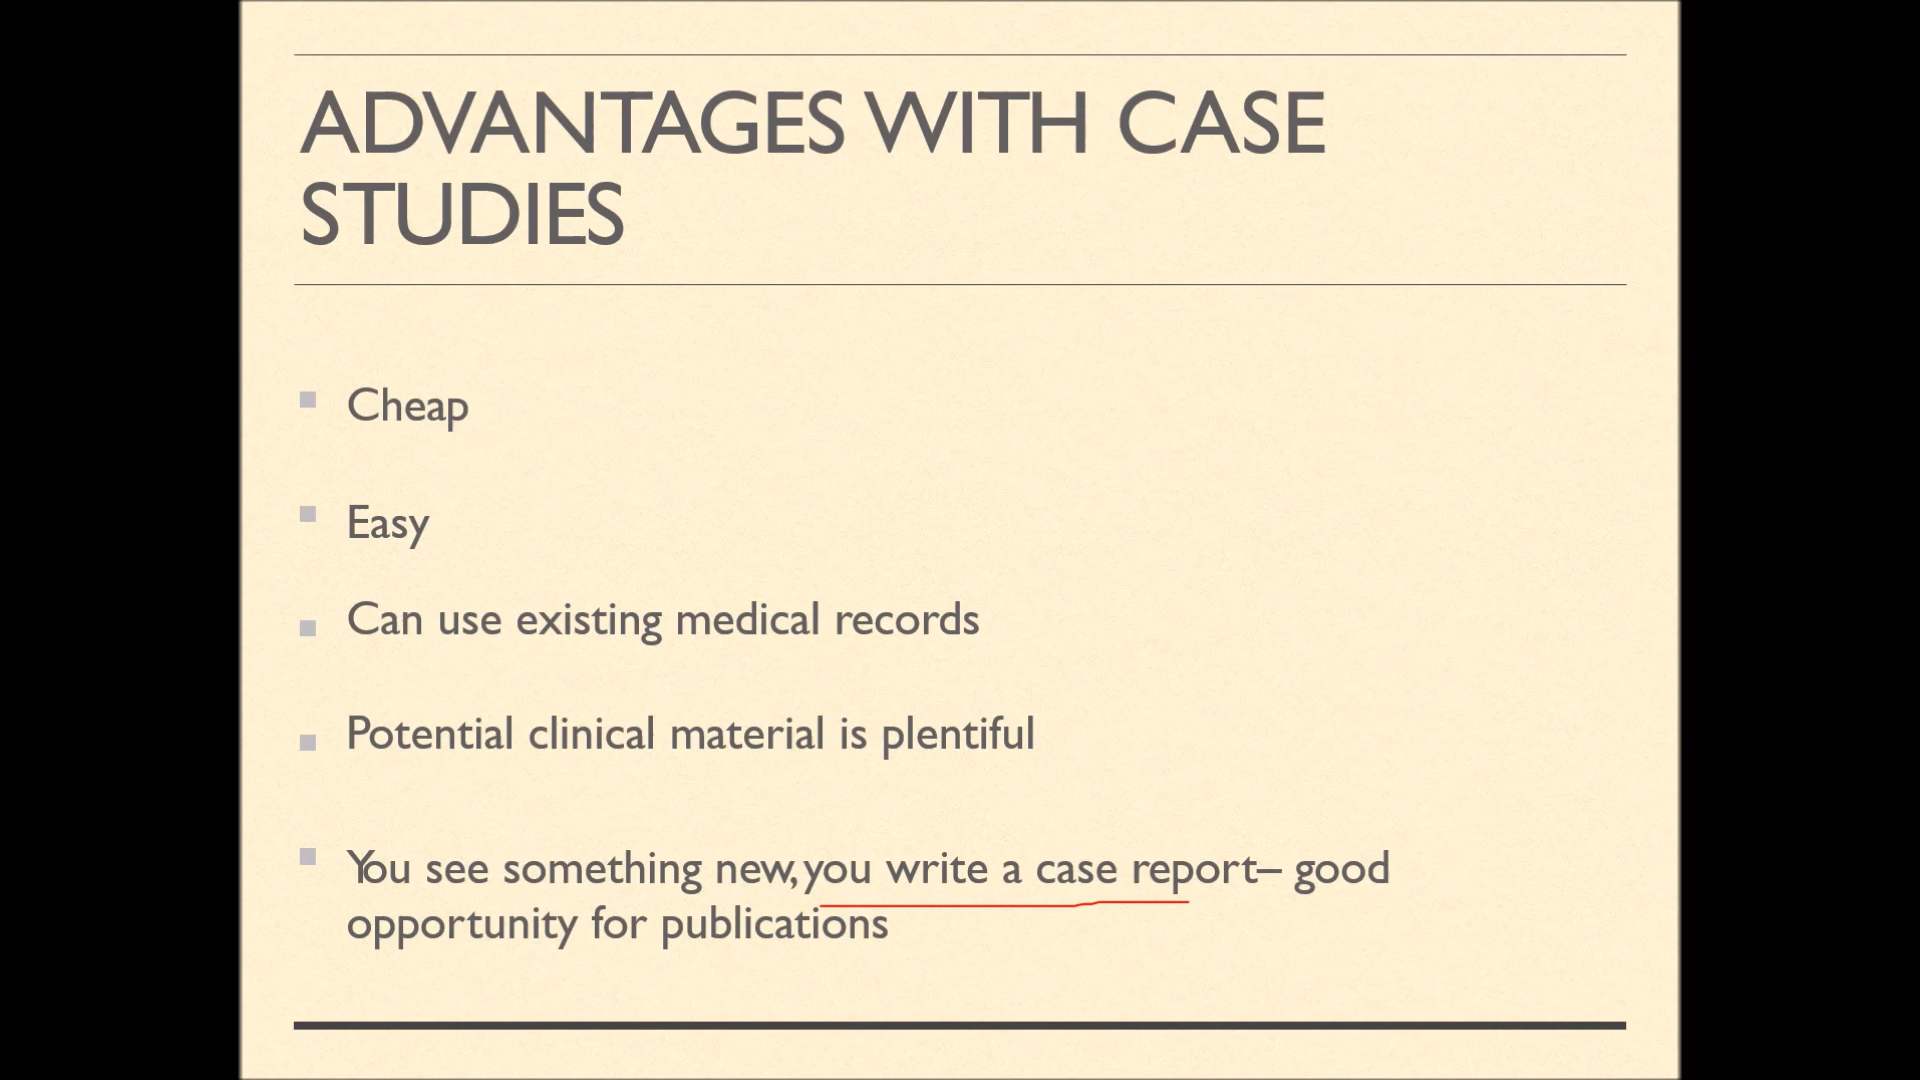 ADVANTAGES WITH CASE
STUDIES
Cheap
Easy
Can use existing medical records
Potential clinical material is plentiful
You see something new, you write a case report– good
opportunity for publications